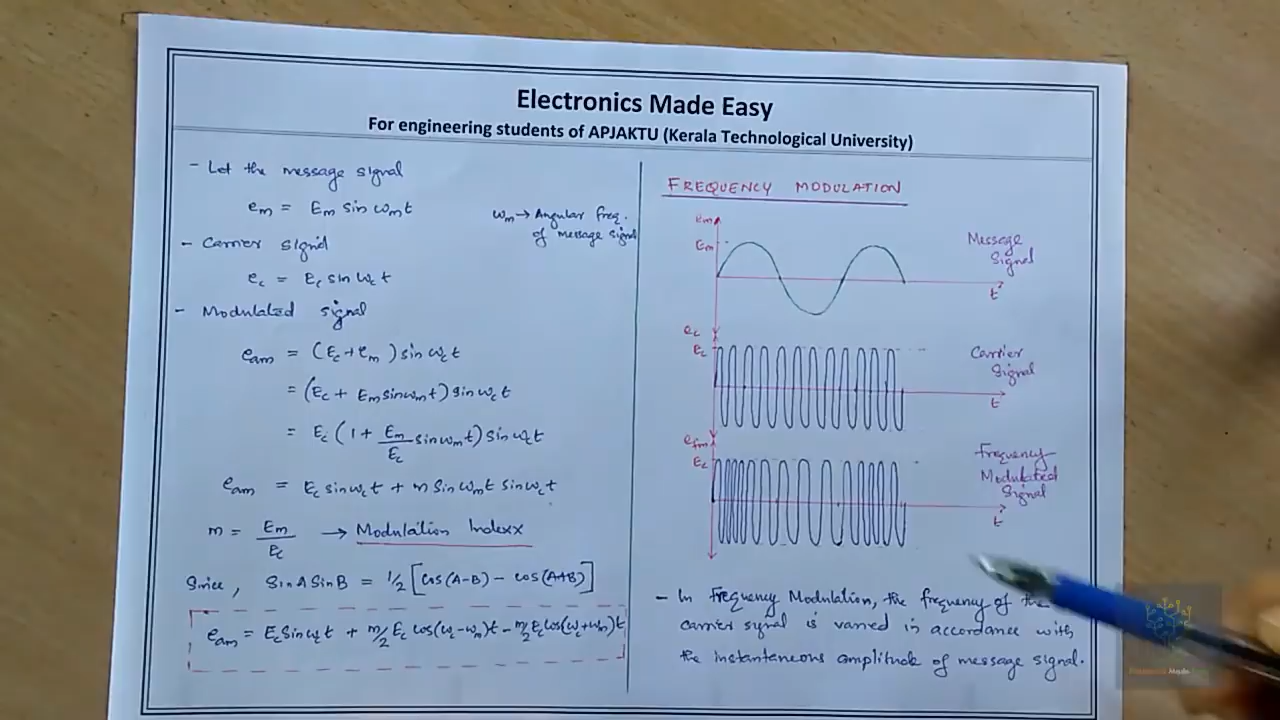 Electronics Made Easy
For engineering students of APJAKTU (Kerala Technological University)
- Let the message signal
em = Em sin ωmt
ωm → Angular freq.
of message signal
- Carrier signal
ec = Ec sin ωct
- Modulated signal
eam = (Ec + em) sin ωct
= (Ec + Em sin ωmt) sin ωct
= Ec (1 + Em/Ec sin ωmt) sin ωct
eam = Ec sin ωct + m sin ωmt sin ωct
m = Em/Ec → Modulation Indexx
Since, SinA SinB = 1/2 [cos(A-B) - cos(A+B)]
eam = Ec Sin ωct + m/2 Ec cos(ωc-ωm)t - m/2 Ec cos(ωc+ωm)t
FREQUENCY MODULATION
em
Em
Message
Signal
t
ec
Ec
Carrier
Signal
t
efm
Ec
Frequency
Modulated
Signal
t
- In Frequency Modulation, the frequency of the
carrier signal is varied in accordance with
the instantaneous amplitude of message signal.